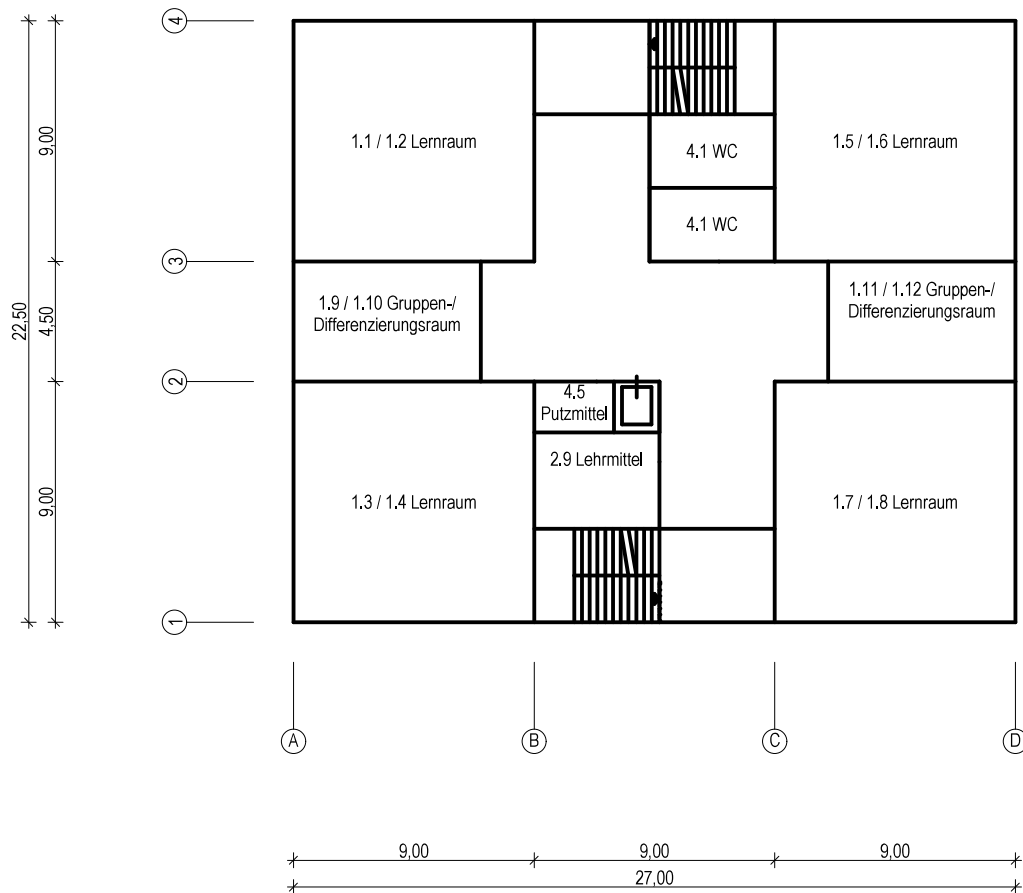 4
1.1 / 1.2 Lernraum
4.1 WC
1.5 / 1.6 Lernraum
9,00
4.1 WC
3
1.9 / 1.10 Gruppen-/
Differenzierungsraum
1.11 / 1.12 Gruppen-/
Differenzierungsraum
22,50
4,50
2
4.5
Putzmittel
2.9 Lehrmittel
9,00
1.3 / 1.4 Lernraum
1.7 / 1.8 Lernraum
1
A
B
C
D
9,00
9,00
9,00
27,00